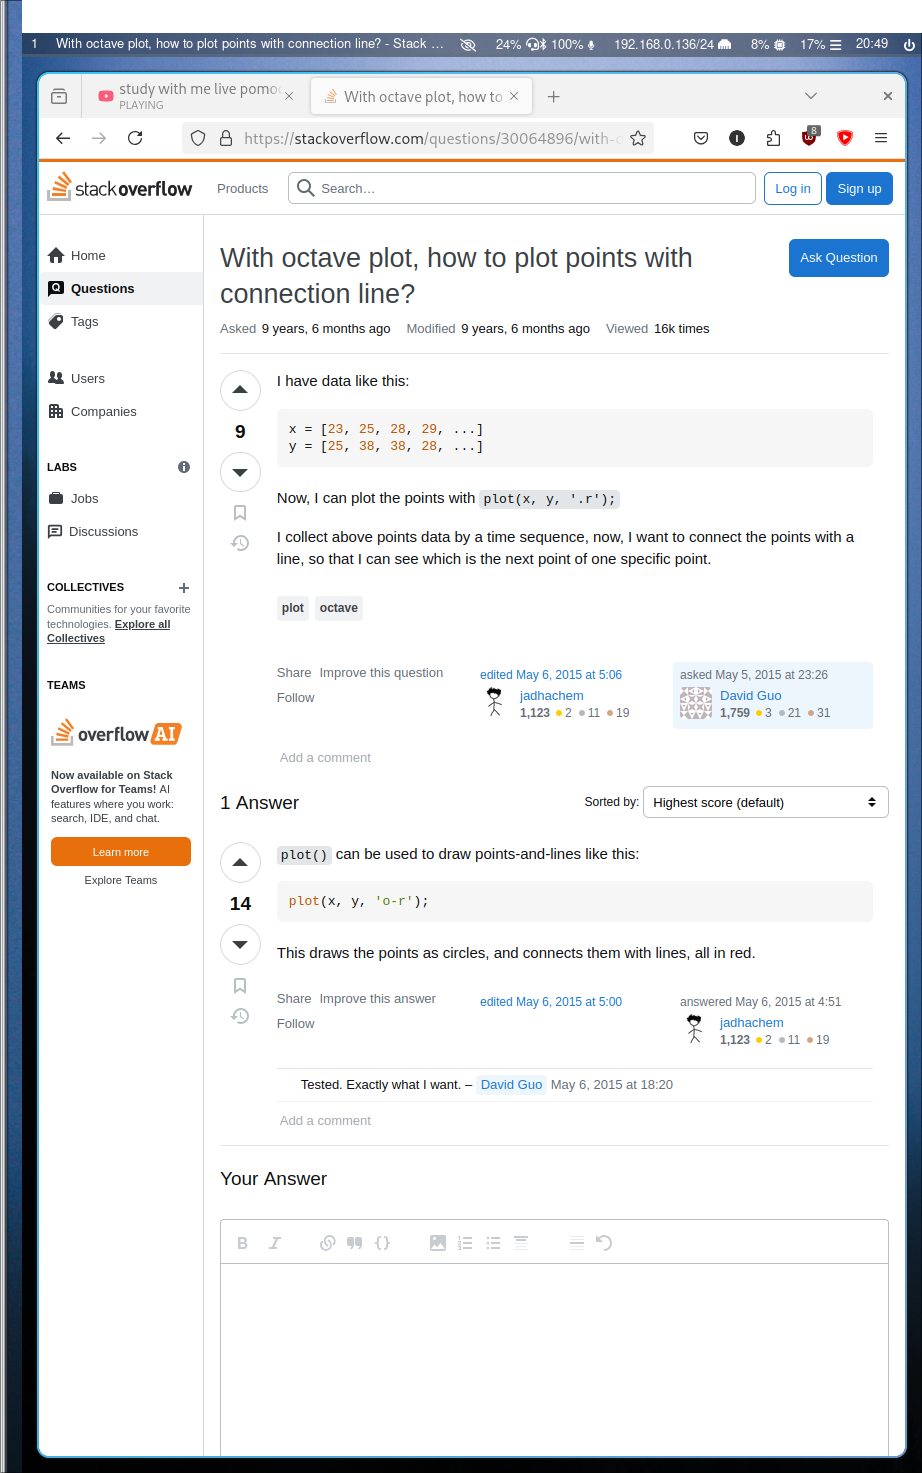 1 With octave plot, how to plot points with connection line? - Stack ... 24% 100% 192.168.0.136/24 8% 17% 20:49
study with me live pomo
PLAYING
With octave plot, how to
https://stackoverflow.com/questions/30064896/with-o
8
stackoverflow Products Search... Log in Sign up
Home
Questions
Tags
Users
Companies
LABS
Jobs
Discussions
COLLECTIVES
Communities for your favorite
technologies. Explore all
Collectives
TEAMS
overflow AI
Now available on Stack
Overflow for Teams! AI
features where you work:
search, IDE, and chat.
Learn more
Explore Teams
With octave plot, how to plot points with
connection line?
Ask Question
Asked 9 years, 6 months ago Modified 9 years, 6 months ago Viewed 16k times
I have data like this:
9
x = [23, 25, 28, 29, ...]
y = [25, 38, 38, 28, ...]
Now, I can plot the points with plot(x, y, '.r');
I collect above points data by a time sequence, now, I want to connect the points with a
line, so that I can see which is the next point of one specific point.
plot octave
Share Improve this question
Follow
edited May 6, 2015 at 5:06
jadhachem
1,123 2 11 19
asked May 5, 2015 at 23:26
David Guo
1,759 3 21 31
Add a comment
1 Answer
Sorted by: Highest score (default)
plot() can be used to draw points-and-lines like this:
14
plot(x, y, 'o-r');
This draws the points as circles, and connects them with lines, all in red.
Share Improve this answer
Follow
edited May 6, 2015 at 5:00
answered May 6, 2015 at 4:51
jadhachem
1,123 2 11 19
Tested. Exactly what I want. – David Guo May 6, 2015 at 18:20
Add a comment
Your Answer
B I